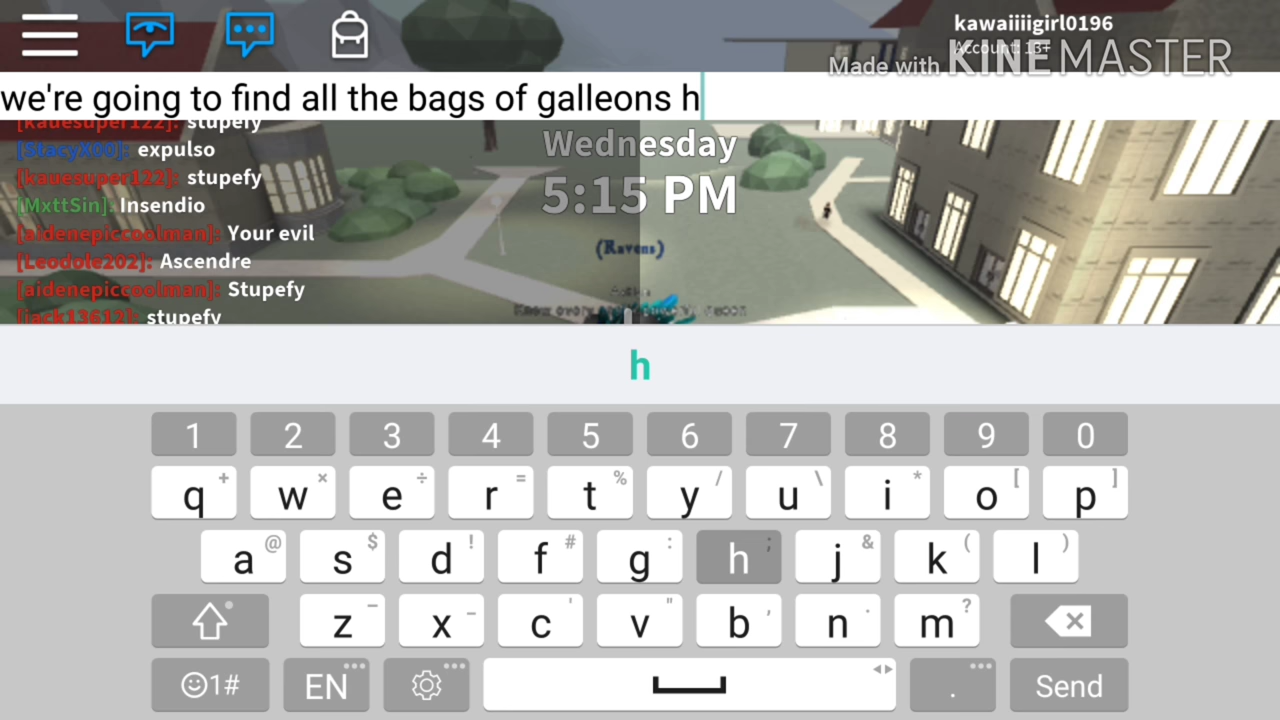 kawaiiiigirl0196
Account: 13+
Made with KINEMASTER
we're going to find all the bags of galleons h
[kauesuper122]: stupefy
[StacyX00]: expulso
[kauesuper122]: stupefy
[MxttSin]: Insendio
[aidenepiccoolman]: Your evil
[Leodole202]: Ascendre
[aidenepiccoolman]: Stupefy
[jack13612]: stupefy
Wednesday
5:15 PM
(Ravens)
h
1 2 3 4 5 6 7 8 9 0
q + w × e ÷ r = t % y / u \ i * o [ p ]
a @ s $ d ! f # g : h ; j & k ( l )
z – x - c ' v " b , n . m ?
1# EN ••• ••• . ••• Send